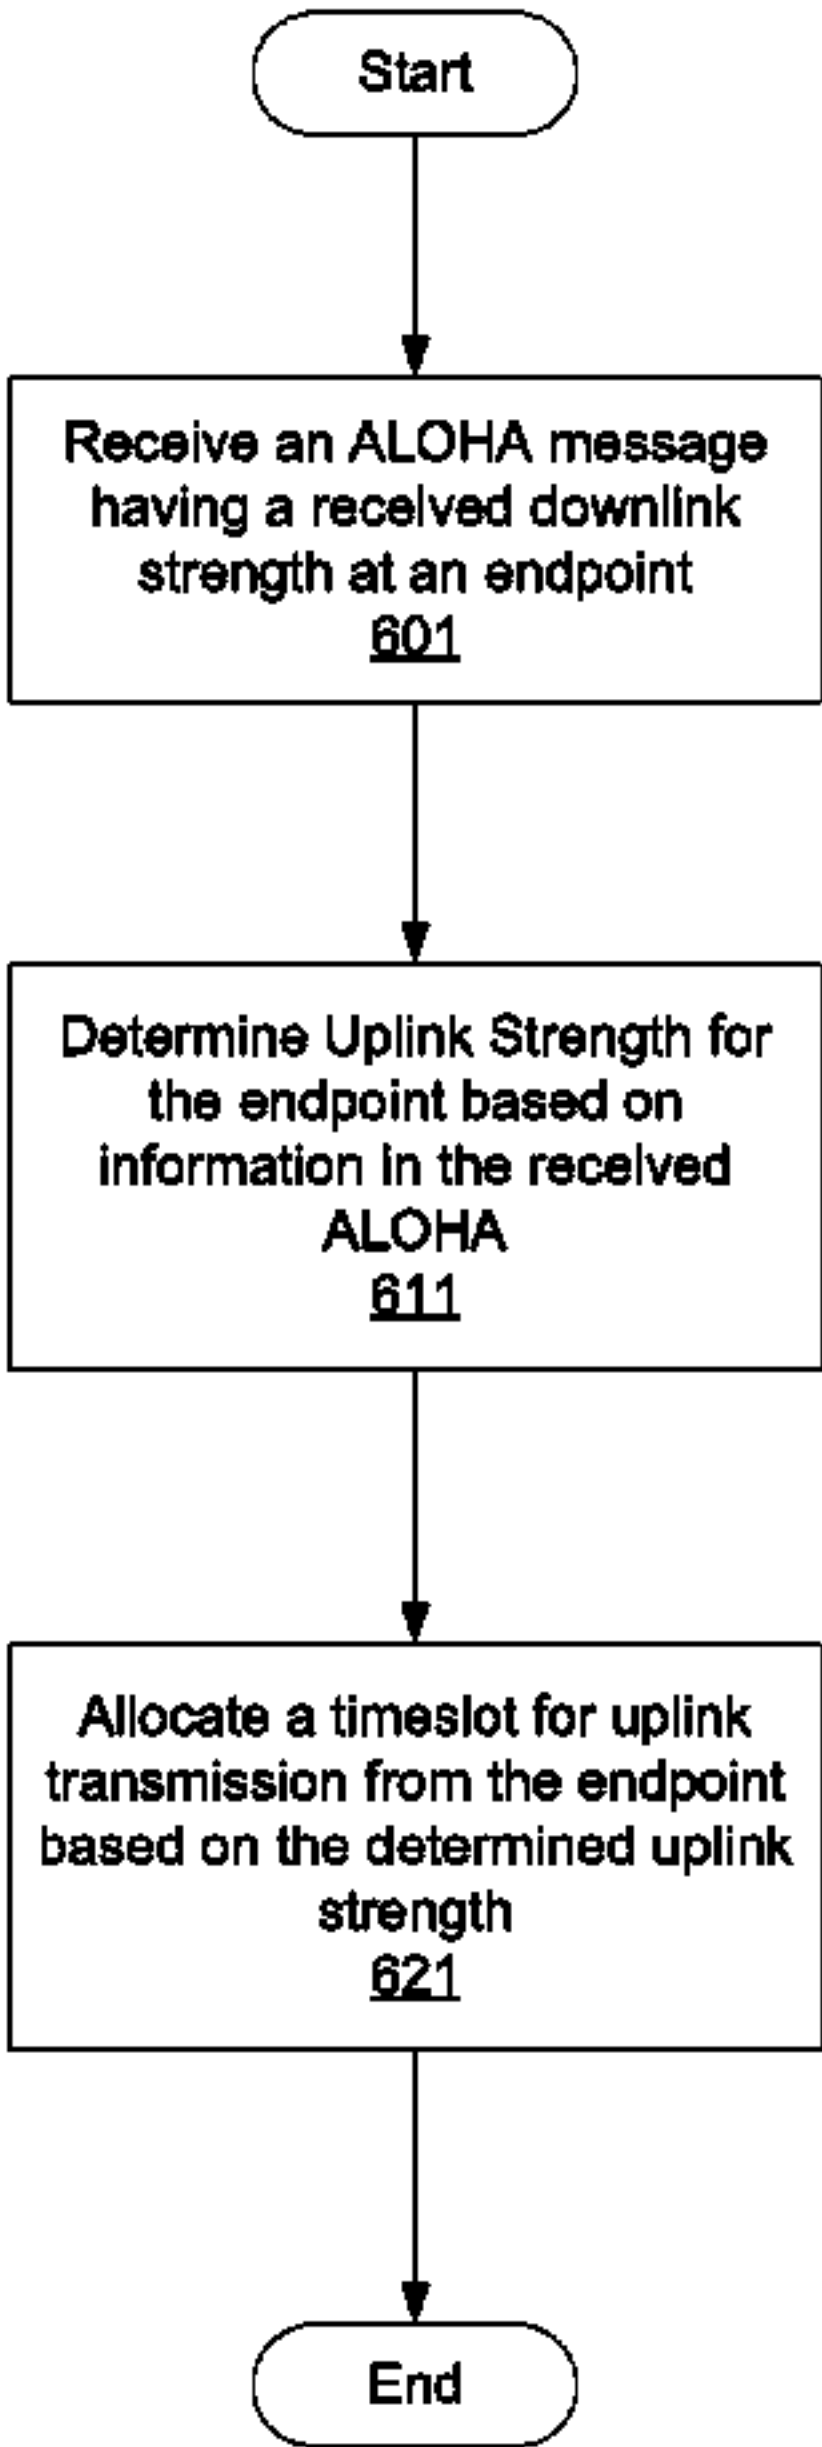 Start
Receive an ALOHA message
having a received downlink
strength at an endpoint
601
Determine Uplink Strength for
the endpoint based on
information in the received
ALOHA
611
Allocate a timeslot for uplink
transmission from the endpoint
based on the determined uplink
strength
621
End